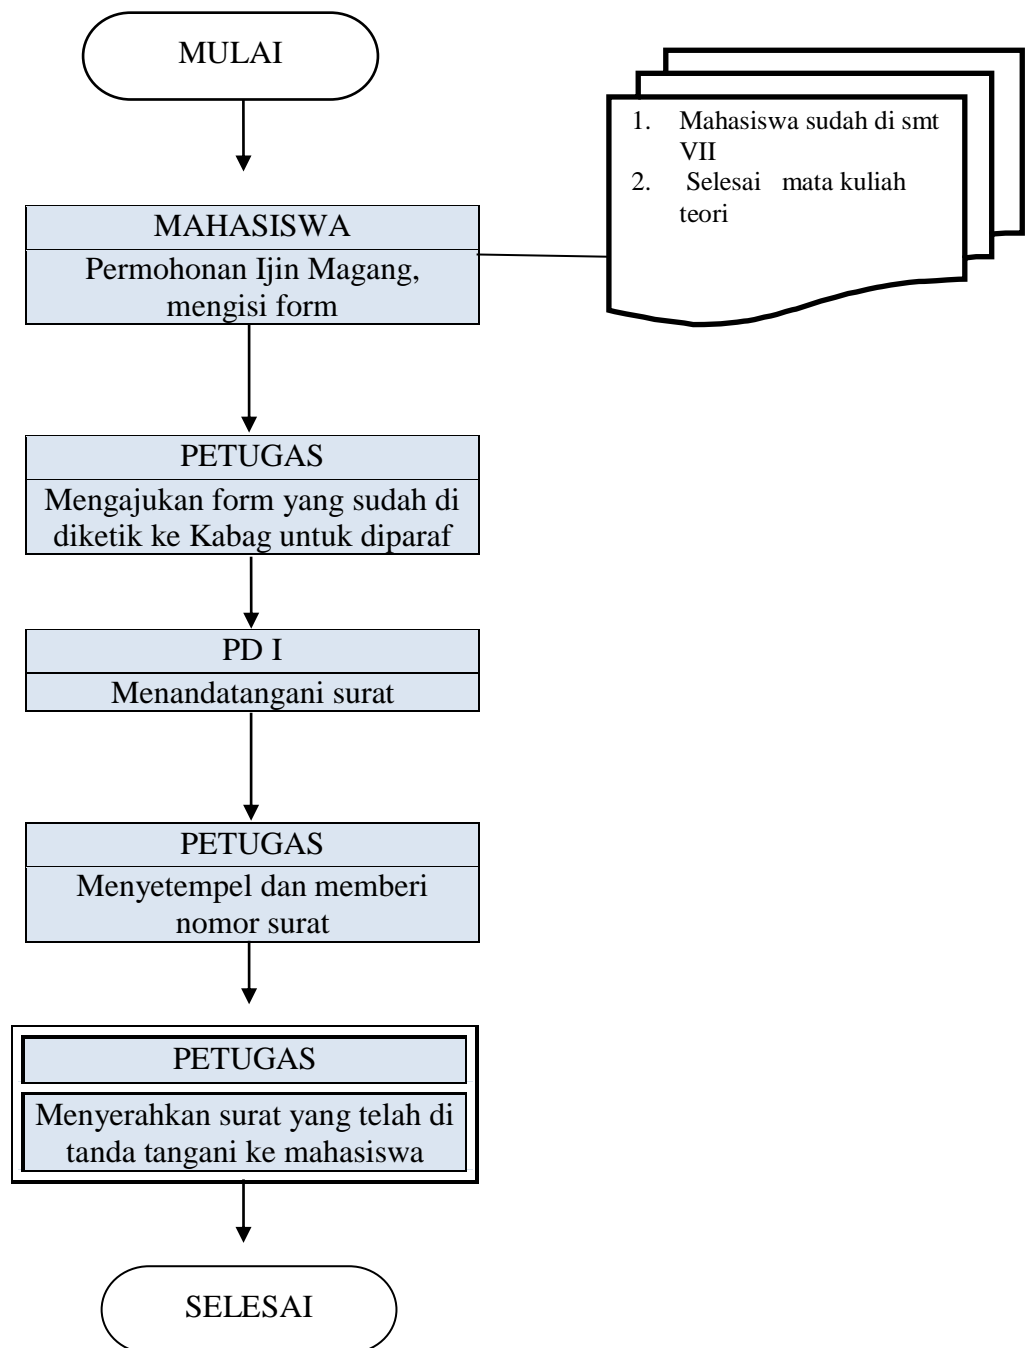 MULAI
1. Mahasiswa sudah di smt
VII
2. Selesai mata kuliah
teori
MAHASISWA
Permohonan Ijin Magang,
mengisi form
PETUGAS
Mengajukan form yang sudah di
diketik ke Kabag untuk diparaf
PD I
Menandatangani surat
PETUGAS
Menyetempel dan memberi
nomor surat
PETUGAS
Menyerahkan surat yang telah di
tanda tangani ke mahasiswa
SELESAI